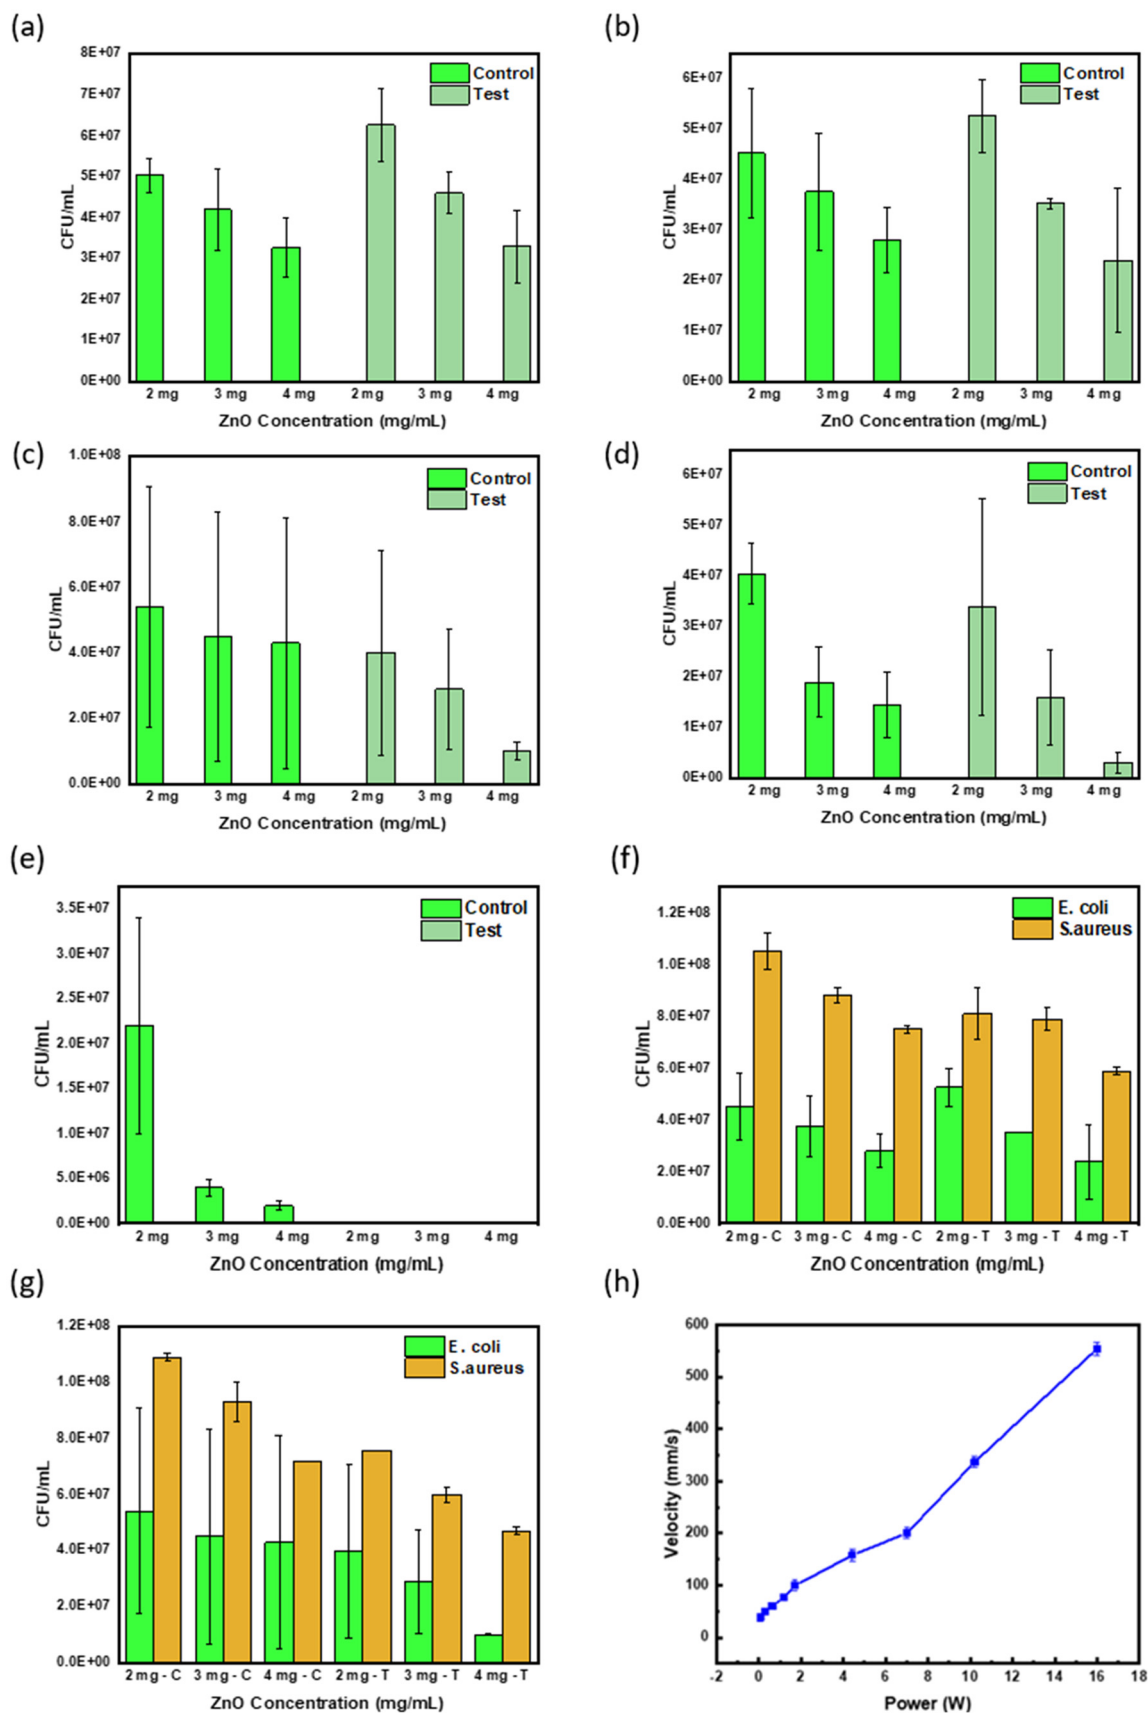 (a)
8E+07
7E+07
6E+07
5E+07
4E+07
3E+07
2E+07
1E+07
0E+00
CFU/mL
Control
Test
2 mg 3 mg 4 mg 2 mg 3 mg 4 mg
ZnO Concentration (mg/mL)
(b)
6E+07
5E+07
4E+07
3E+07
2E+07
1E+07
0E+00
CFU/mL
Control
Test
2 mg 3 mg 4 mg 2 mg 3 mg 4 mg
ZnO Concentration (mg/mL)
(c)
1.0E+08
8.0E+07
6.0E+07
4.0E+07
2.0E+07
0.0E+00
CFU/mL
Control
Test
2 mg 3 mg 4 mg 2 mg 3 mg 4 mg
ZnO Concentration (mg/mL)
(d)
6E+07
5E+07
4E+07
3E+07
2E+07
1E+07
0E+00
CFU/mL
Control
Test
2 mg 3 mg 4 mg 2 mg 3 mg 4 mg
ZnO Concentration (mg/mL)
(e)
3.5E+07
3.0E+07
2.5E+07
2.0E+07
1.5E+07
1.0E+07
5.0E+06
0.0E+00
CFU/mL
Control
Test
2 mg 3 mg 4 mg 2 mg 3 mg 4 mg
ZnO Concentration (mg/mL)
(f)
1.2E+08
1.0E+08
8.0E+07
6.0E+07
4.0E+07
2.0E+07
0.0E+00
CFU/mL
E. coli
S.aureus
2 mg - C 3 mg - C 4 mg - C 2 mg - T 3 mg - T 4 mg - T
ZnO Concentration (mg/mL)
(g)
1.2E+08
1.0E+08
8.0E+07
6.0E+07
4.0E+07
2.0E+07
0.0E+00
CFU/mL
E. coli
S.aureus
2 mg - C 3 mg - C 4 mg - C 2 mg - T 3 mg - T 4 mg - T
ZnO Concentration (mg/mL)
(h)
600
500
400
300
200
100
0
Velocity (mm/s)
-2 0 2 4 6 8 10 12 14 16 18
Power (W)